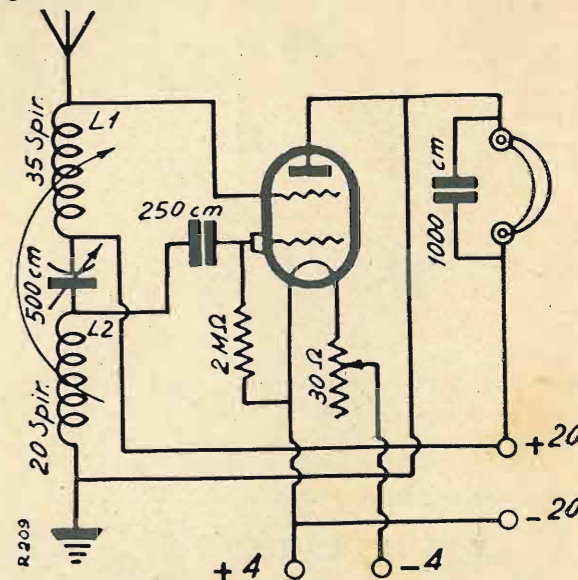 35 Spir.
L1
250 cm
500 cm
L2
2 MΩ
30 Ω
1000 cm
20 Spir.
+20
-20
+4
-4
R209